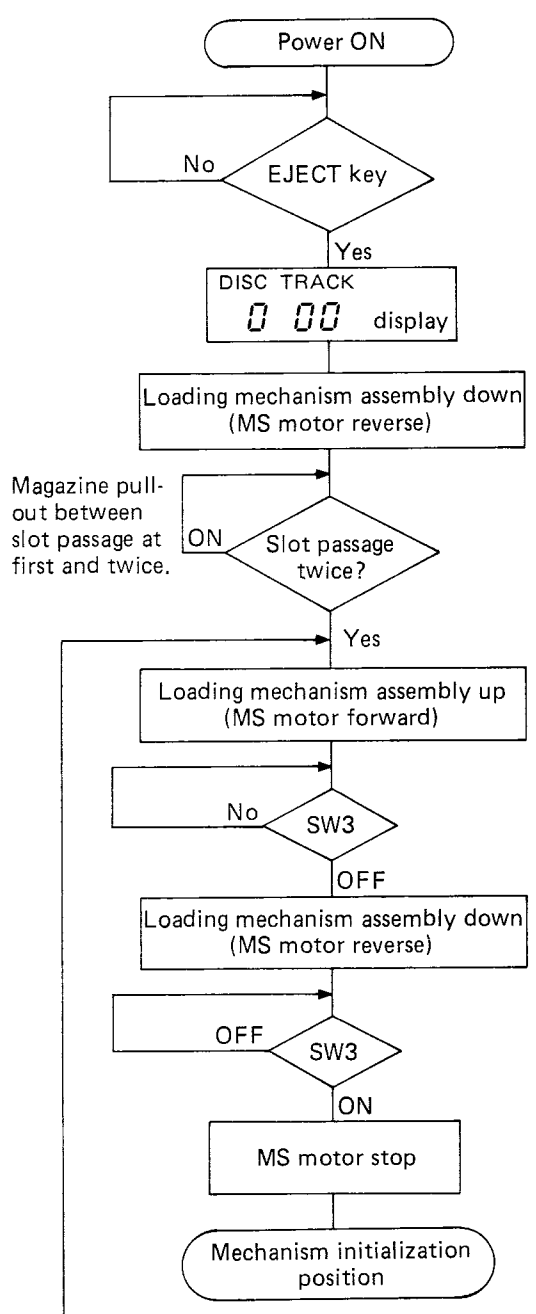 Power ON
No
EJECT key
Yes
DISC TRACK
0 00 display
Loading mechanism assembly down
(MS motor reverse)
Magazine pull-
out between
slot passage at
first and twice.
ON
Slot passage
twice?
Yes
Loading mechanism assembly up
(MS motor forward)
No
SW3
OFF
Loading mechanism assembly down
(MS motor reverse)
OFF
SW3
ON
MS motor stop
Mechanism initialization
position